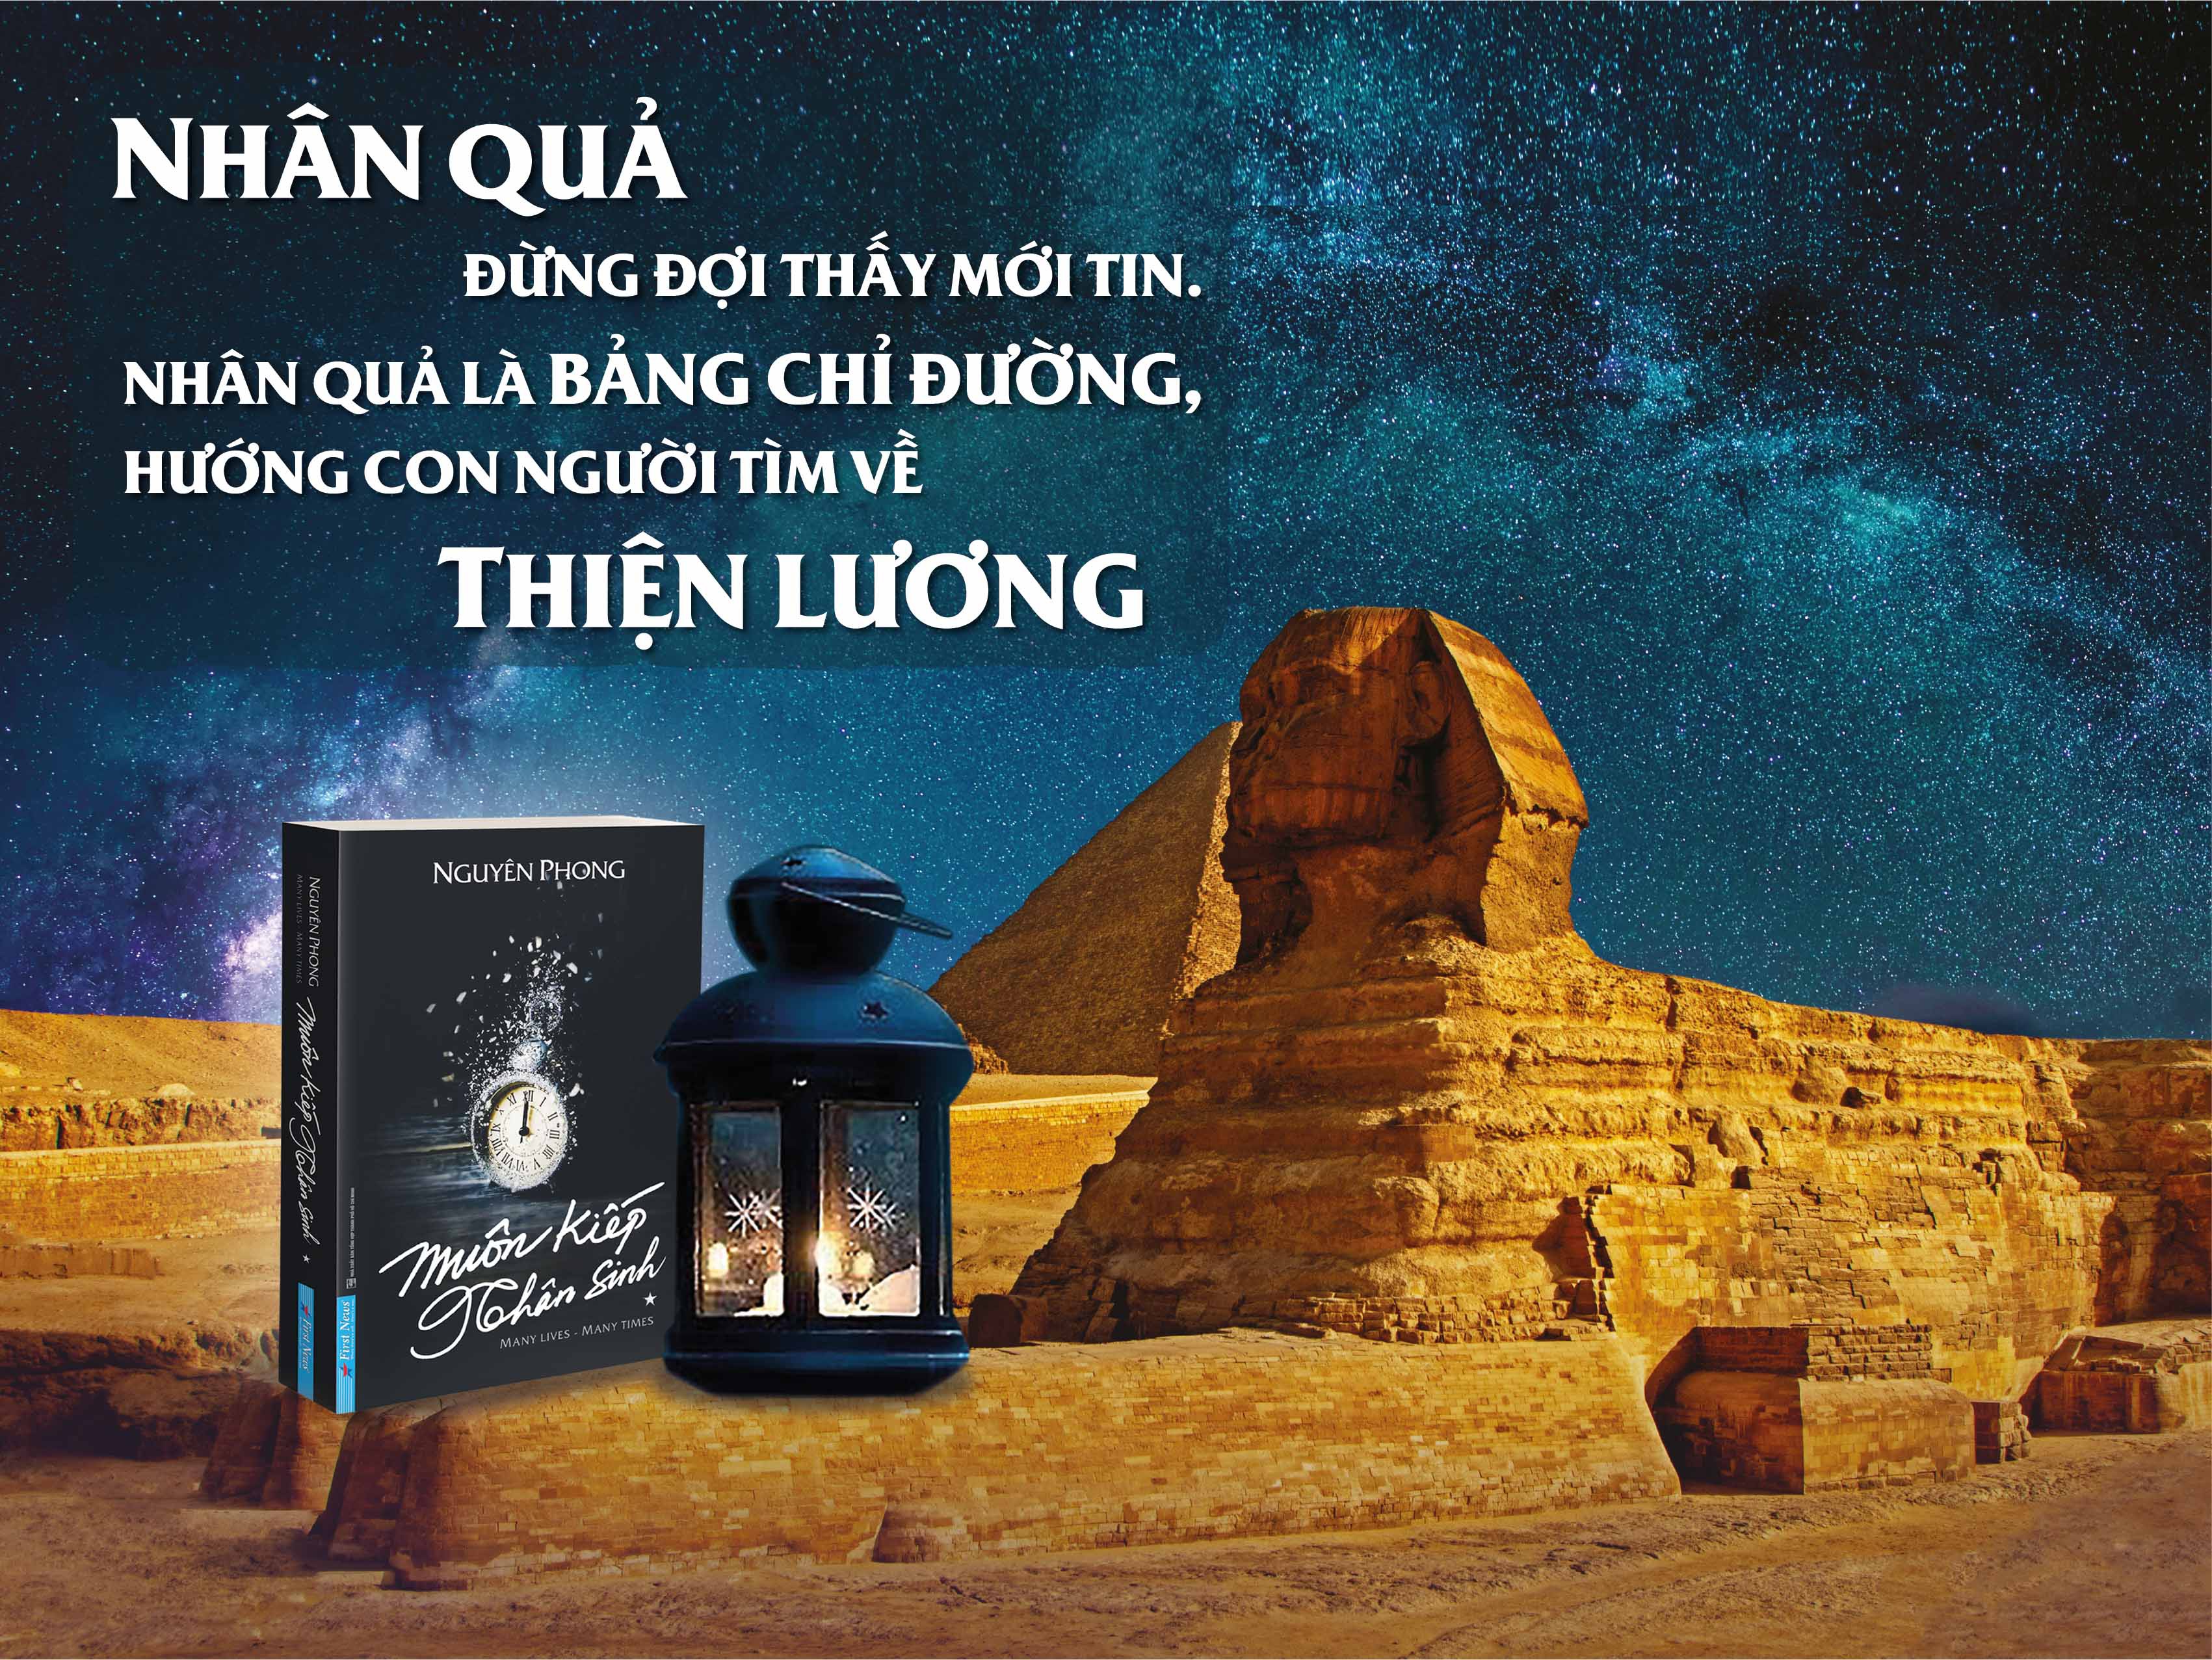 NHÂN QUẢ
ĐỪNG ĐỢI THẤY MỚI TIN.
NHÂN QUẢ LÀ BẢNG CHỈ ĐƯỜNG,
HƯỚNG CON NGƯỜI TÌM VỀ
THIỆN LƯƠNG
NGUYÊN PHONG
Muôn Kiếp
Nhân Sinh
MANY LIVES - MANY TIMES
First News
NGUYÊN PHONG
MANY LIVES - MANY TIMES
Muôn Kiếp Nhân Sinh
First News